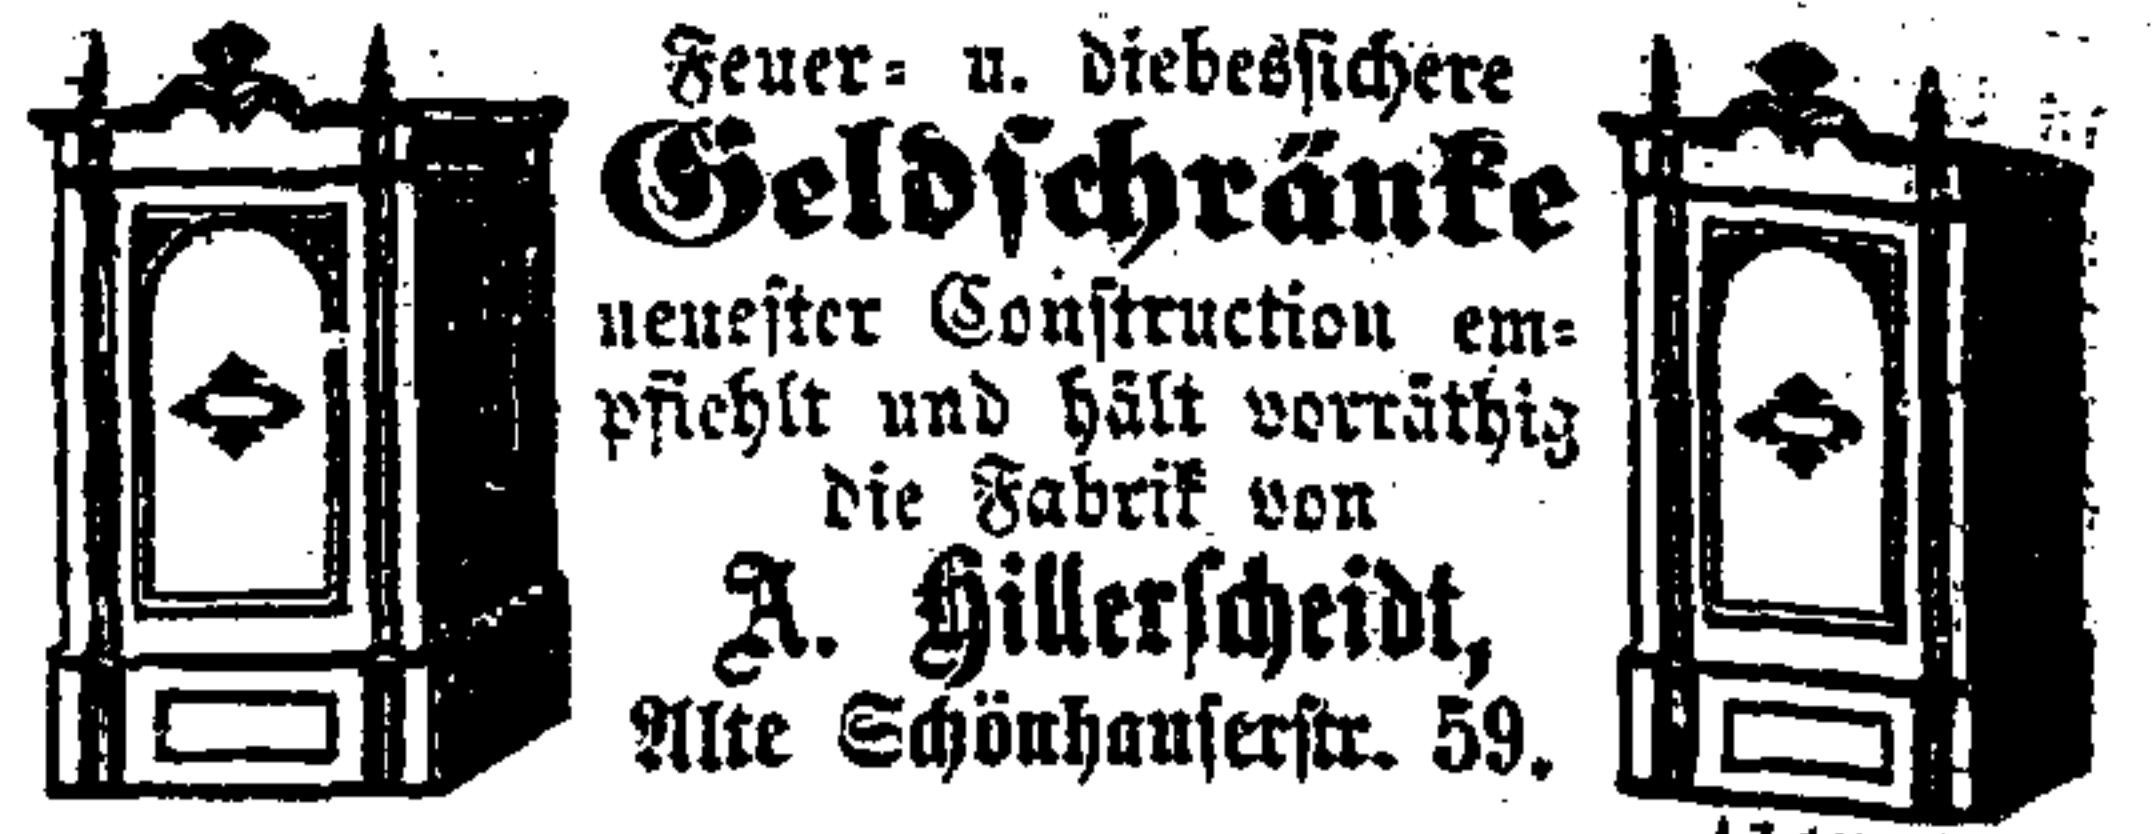 Feuer- u. diebessichere
Geldschränke
neuester Construction em-
pfiehlt und hält vorräthig
die Fabrik von
A. Hillerscheidt,
Alte Schönhauserstr. 59.